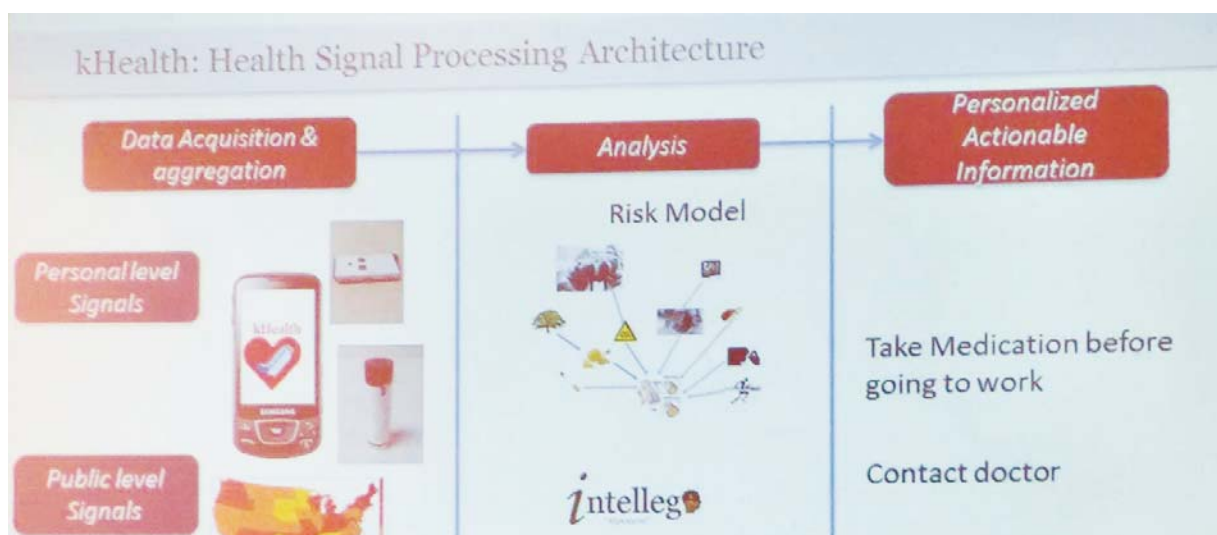 kHealth: Health Signal Processing Architecture
Data Acquisition &
aggregation
Analysis
Personalized
Actionable
Information
Risk Model
Personal level
Signals
kHealth
SAMSUNG
Take Medication before
going to work
Contact doctor
Public level
Signals
intellego